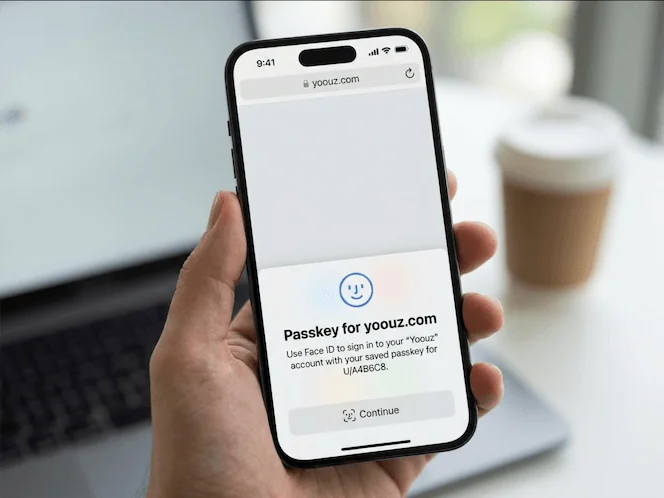 9:41
yoouz.com
Passkey for yoouz.com
Use Face ID to sign in to your “Yoouz”
account with your saved passkey for
U/A4B6C8.
Continue